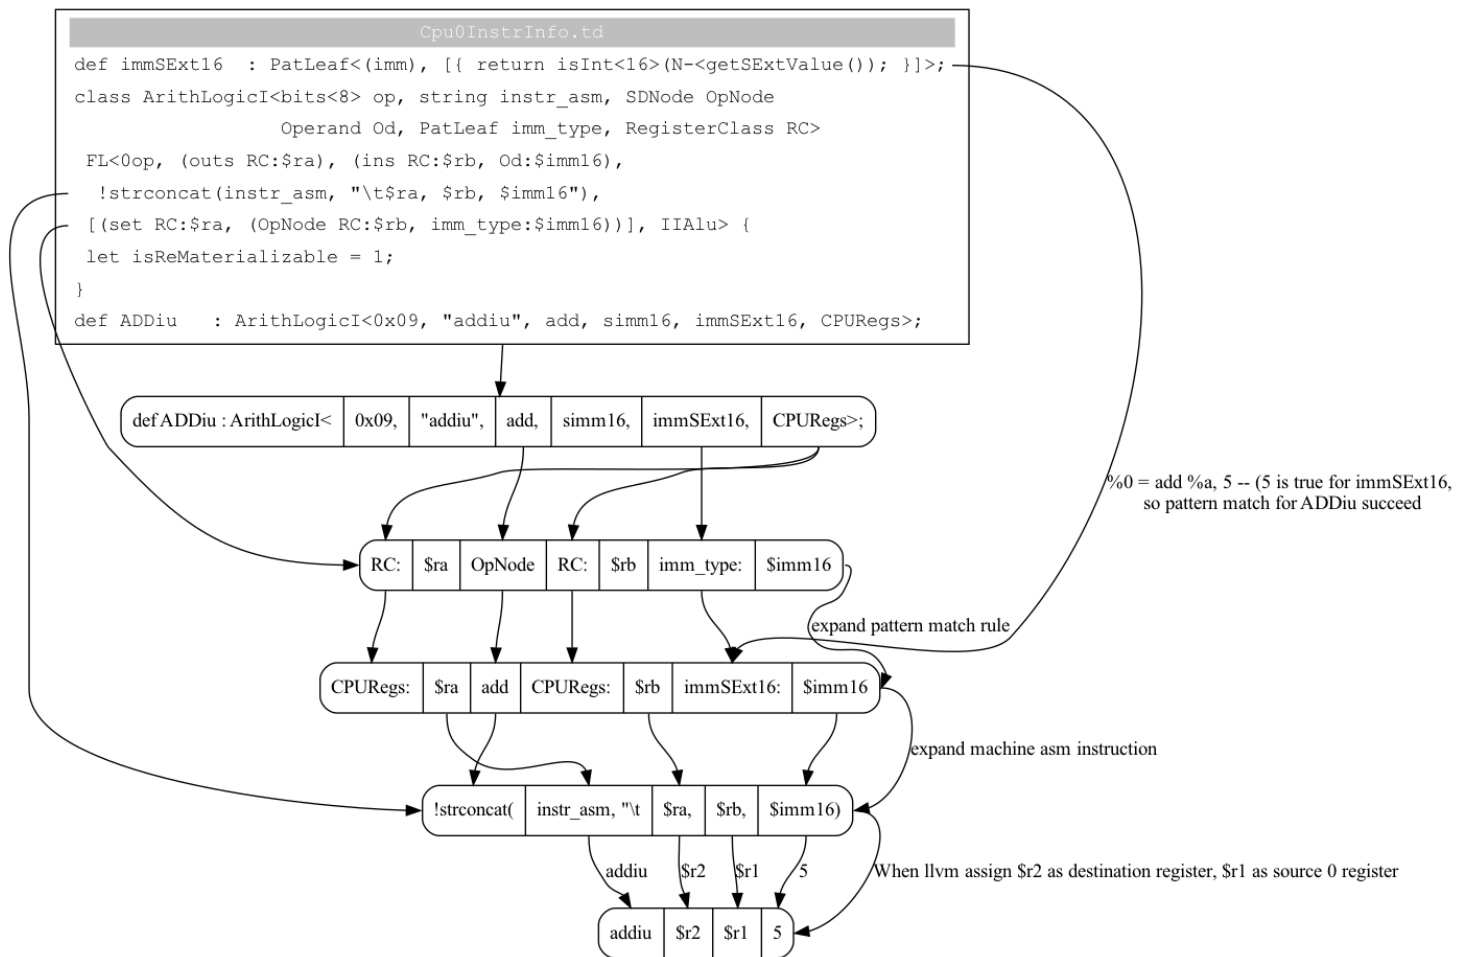 Cpu0InstrInfo.td
def immSExt16  : PatLeaf<(imm), [{ return isInt<16>(N-<getSExtValue()); }]>;
class ArithLogicI<bits<8> op, string instr_asm, SDNode OpNode
Operand Od, PatLeaf imm_type, RegisterClass RC>
FL<0op, (outs RC:$ra), (ins RC:$rb, Od:$imm16),
!strconcat(instr_asm, "\t$ra, $rb, $imm16"),
[(set RC:$ra, (OpNode RC:$rb, imm_type:$imm16))], IIAlu> {
let isReMaterializable = 1;
}
def ADDiu   : ArithLogicI<0x09, "addiu", add, simm16, immSExt16, CPURegs>;
def ADDiu : ArithLogicI< 0x09, "addiu", add, simm16, immSExt16, CPURegs>;
%0 = add %a, 5 -- (5 is true for immSExt16,
so pattern match for ADDiu succeed
RC: $ra OpNode RC: $rb imm_type: $imm16
expand pattern match rule
CPURegs: $ra add CPURegs: $rb immSExt16: $imm16
expand machine asm instruction
!strconcat( instr_asm, "\t $ra, $rb, $imm16)
addiu $r2 $r1 5
When llvm assign $r2 as destination register, $r1 as source 0 register
addiu $r2 $r1 5